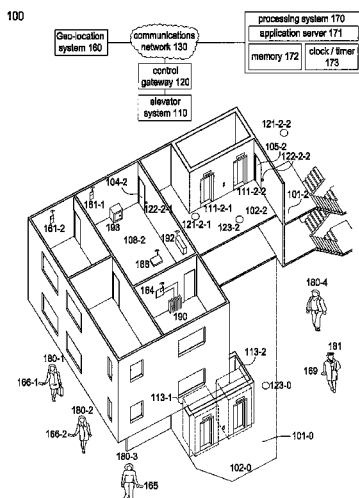 100
Geo-location
system 160
communications
network 130
processing system 170
application server 171
memory 172
clock / timer
173
control
gateway 120
elevator
system 110
121-2-2
105-2
122-2-2
104-2
161-1
111-2-1
111-2-2
101-2
161-2
193
122-2-1
192
121-2-1
102-2
123-2
108-2
164
190
180-4
181
113-2
180-1
113-1
123-0
169
166-1
180-2
166-2
101-0
180-3
165
102-0